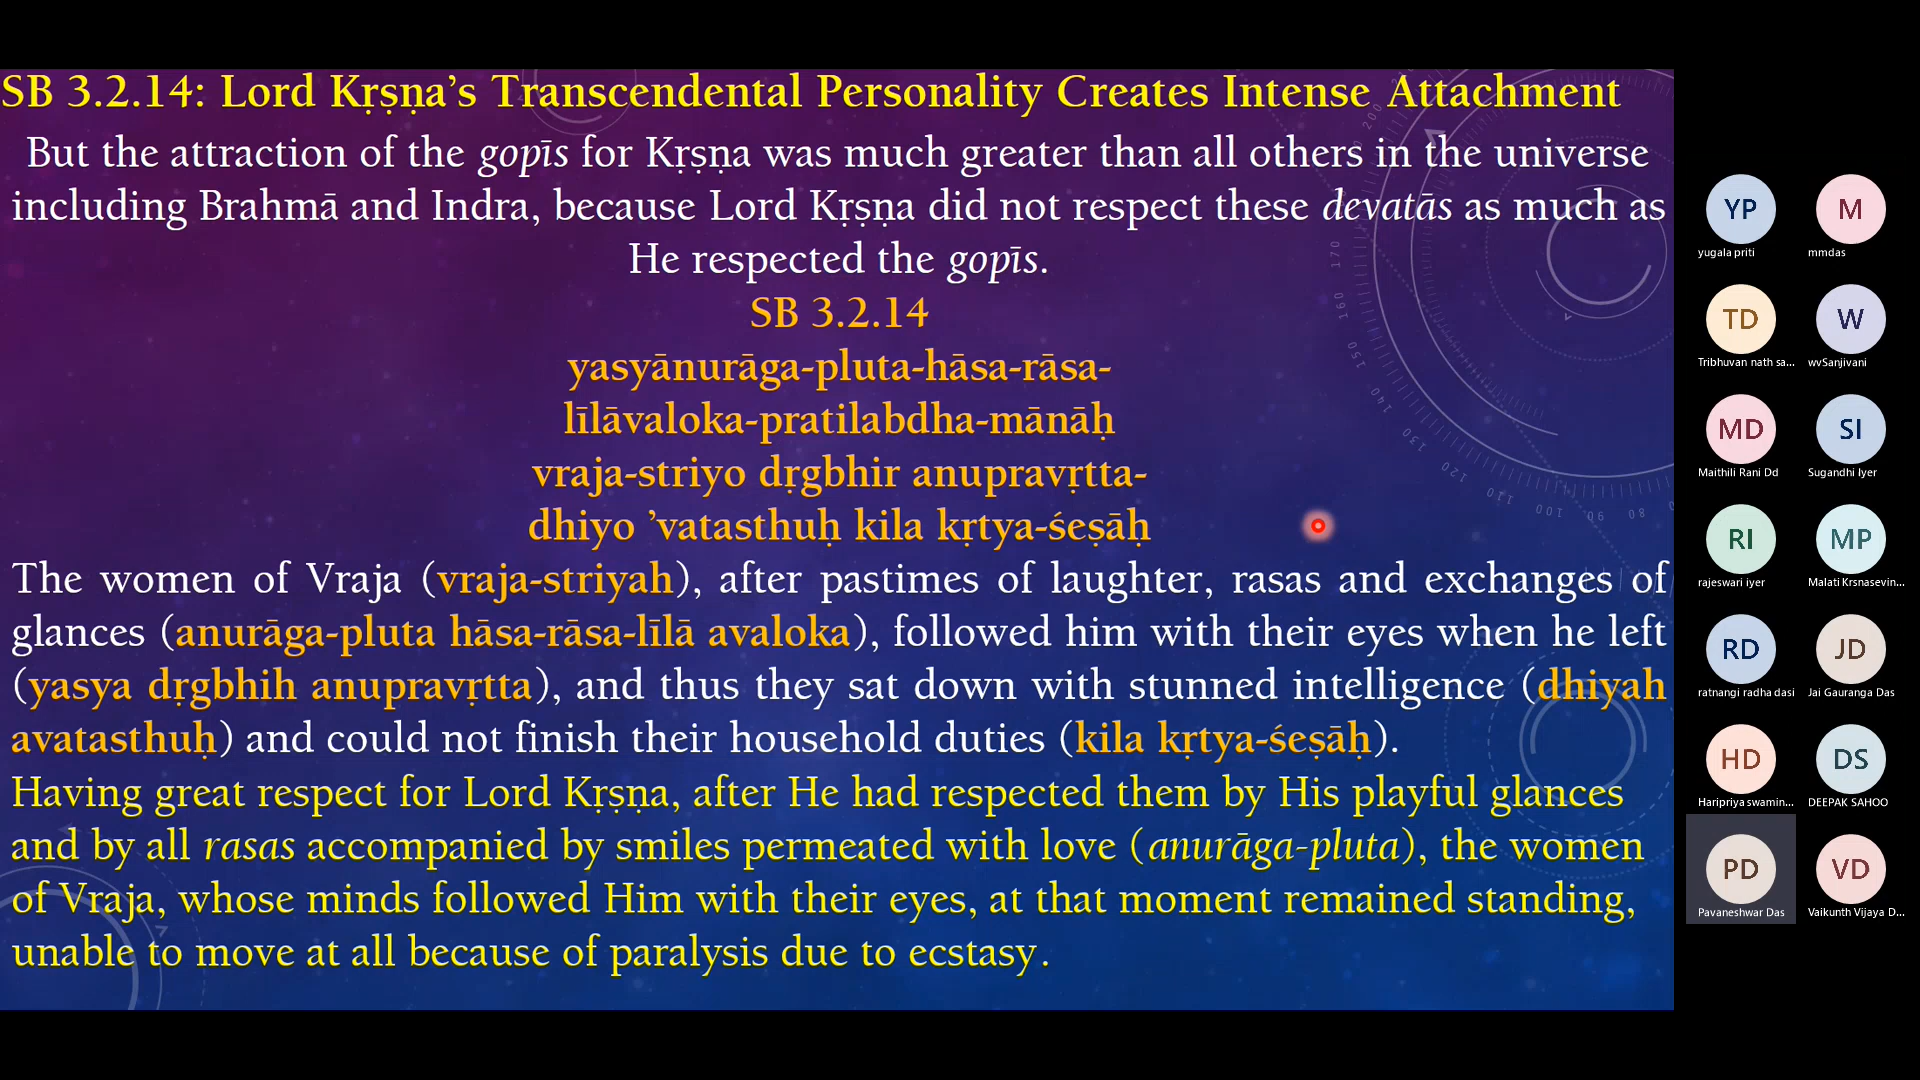 SB 3.2.14: Lord Kṛṣṇa’s Transcendental Personality Creates Intense Attachment
But the attraction of the gopīs for Kṛṣṇa was much greater than all others in the universe
including Brahmā and Indra, because Lord Kṛṣṇa did not respect these devatās as much as
He respected the gopīs.
SB 3.2.14
yasyānurāga-pluta-hāsa-rāsa-
līlāvaloka-pratilabdha-mānāḥ
vraja-striyo dṛgbhir anupravṛtta-
dhiyo ’vatasthuḥ kila kṛtya-śeṣāḥ
The women of Vraja (vraja-striyah), after pastimes of laughter, rasas and exchanges of
glances (anurāga-pluta hāsa-rāsa-līlā avaloka), followed him with their eyes when he left
(yasya dṛgbhih anupravṛtta), and thus they sat down with stunned intelligence (dhiyah
avatasthuḥ) and could not finish their household duties (kila kṛtya-śeṣāḥ).
Having great respect for Lord Kṛṣṇa, after He had respected them by His playful glances
and by all rasas accompanied by smiles permeated with love (anurāga-pluta), the women
of Vraja, whose minds followed Him with their eyes, at that moment remained standing,
unable to move at all because of paralysis due to ecstasy.
YP M
yugala priti mmdas
TD W
Tribhuvan nath sa... wvSanjivani
MD SI
Maithili Rani Dd Sugandhi Iyer
RI MP
rajeswari iyer Malati Krsnasevin...
RD JD
ratnangi radha dasi Jai Gauranga Das
HD DS
Haripriya swamin... DEEPAK SAHOO
PD VD
Pavaneshwar Das Vaikunth Vijaya D...